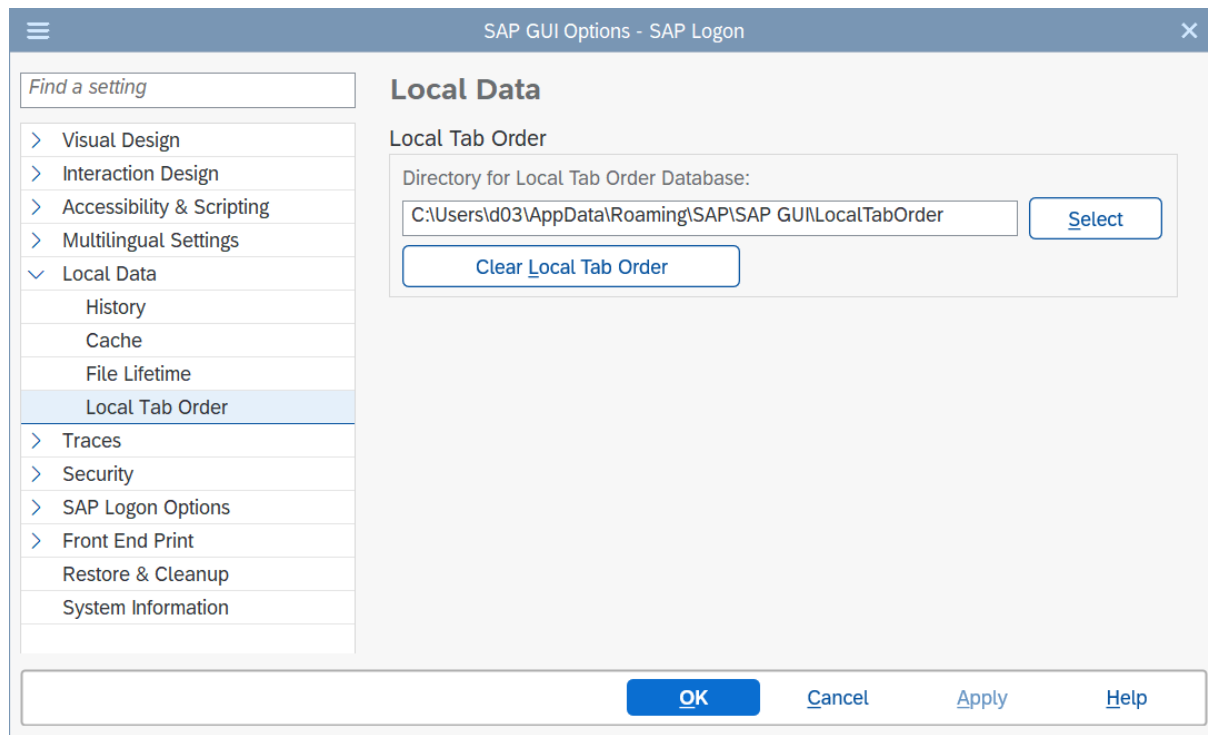 SAP GUI Options - SAP Logon
Find a setting
Visual Design
Interaction Design
Accessibility & Scripting
Multilingual Settings
Local Data
History
Cache
File Lifetime
Local Tab Order
Traces
Security
SAP Logon Options
Front End Print
Restore & Cleanup
System Information
Local Data
Local Tab Order
Directory for Local Tab Order Database:
C:\Users\d03\AppData\Roaming\SAP\SAP GUI\LocalTabOrder
Select
Clear Local Tab Order
OK Cancel Apply Help